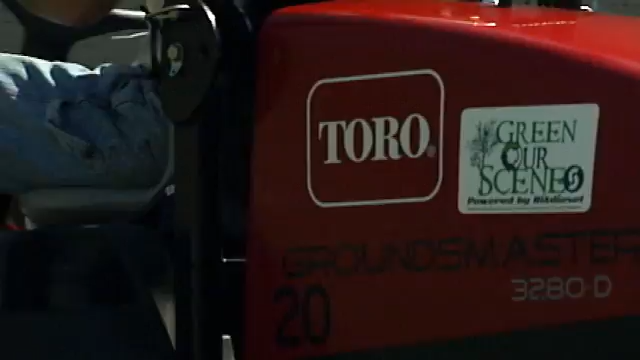 TORO
GREEN
OUR
SCENE
Powered by Biodiesel
GROUNDSMASTER
3280-D
20